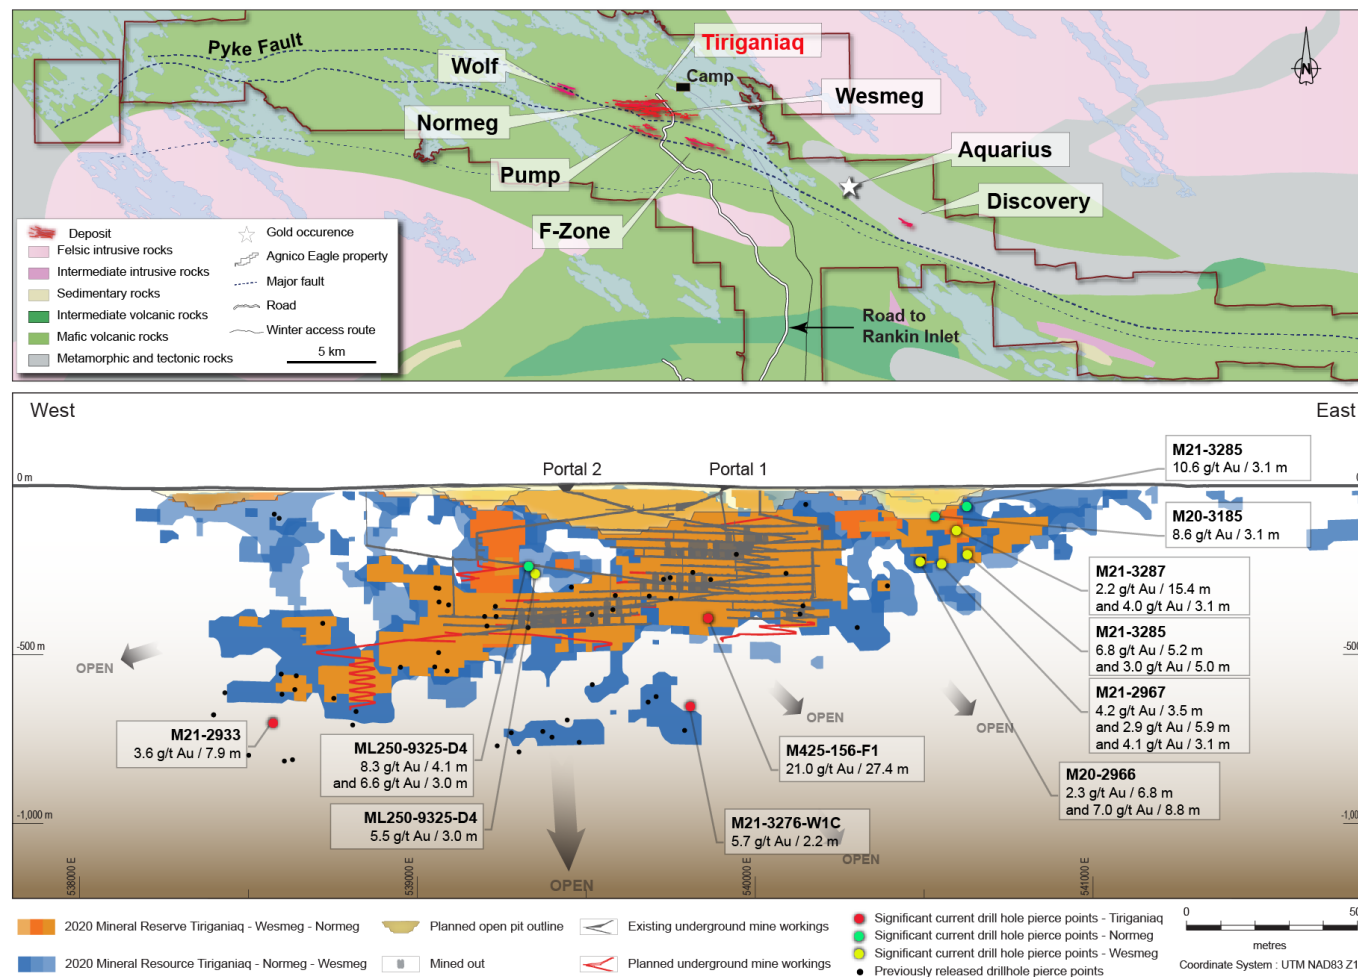 Pyke Fault
Wolf
Tiriganiaq
Camp
Wesmeg
Normeg
Pump
Aquarius
Discovery
F-Zone
N
Road to
Rankin Inlet
Deposit
Felsic intrusive rocks
Intermediate intrusive rocks
Sedimentary rocks
Intermediate volcanic rocks
Mafic volcanic rocks
Metamorphic and tectonic rocks
Gold occurence
Agnico Eagle property
Major fault
Road
Winter access route
5 km
West
East
Portal 2
Portal 1
0 m
0
-500 m
-500
-1,000 m
-1,00
M21-3285
10.6 g/t Au / 3.1 m
M20-3185
8.6 g/t Au / 3.1 m
M21-3287
2.2 g/t Au / 15.4 m
and 4.0 g/t Au / 3.1 m
M21-3285
6.8 g/t Au / 5.2 m
and 3.0 g/t Au / 5.0 m
M21-2967
4.2 g/t Au / 3.5 m
and 2.9 g/t Au / 5.9 m
and 4.1 g/t Au / 3.1 m
M20-2966
2.3 g/t Au / 6.8 m
and 7.0 g/t Au / 8.8 m
M21-2933
3.6 g/t Au / 7.9 m
ML250-9325-D4
8.3 g/t Au / 4.1 m
and 6.6 g/t Au / 3.0 m
ML250-9325-D4
5.5 g/t Au / 3.0 m
M425-156-F1
21.0 g/t Au / 27.4 m
M21-3276-W1C
5.7 g/t Au / 2.2 m
OPEN
OPEN
OPEN
OPEN
OPEN
538000 E
539000 E
540000 E
541000 E
2020 Mineral Reserve Tiriganiaq - Wesmeg - Normeg
2020 Mineral Resource Tiriganiaq - Normeg - Wesmeg
Planned open pit outline
Mined out
Existing underground mine workings
Planned underground mine workings
Significant current drill hole pierce points - Tiriganiaq
Significant current drill hole pierce points - Normeg
Significant current drill hole pierce points - Wesmeg
Previously released drillhole pierce points
0
50
metres
Coordinate System : UTM NAD83 Z1